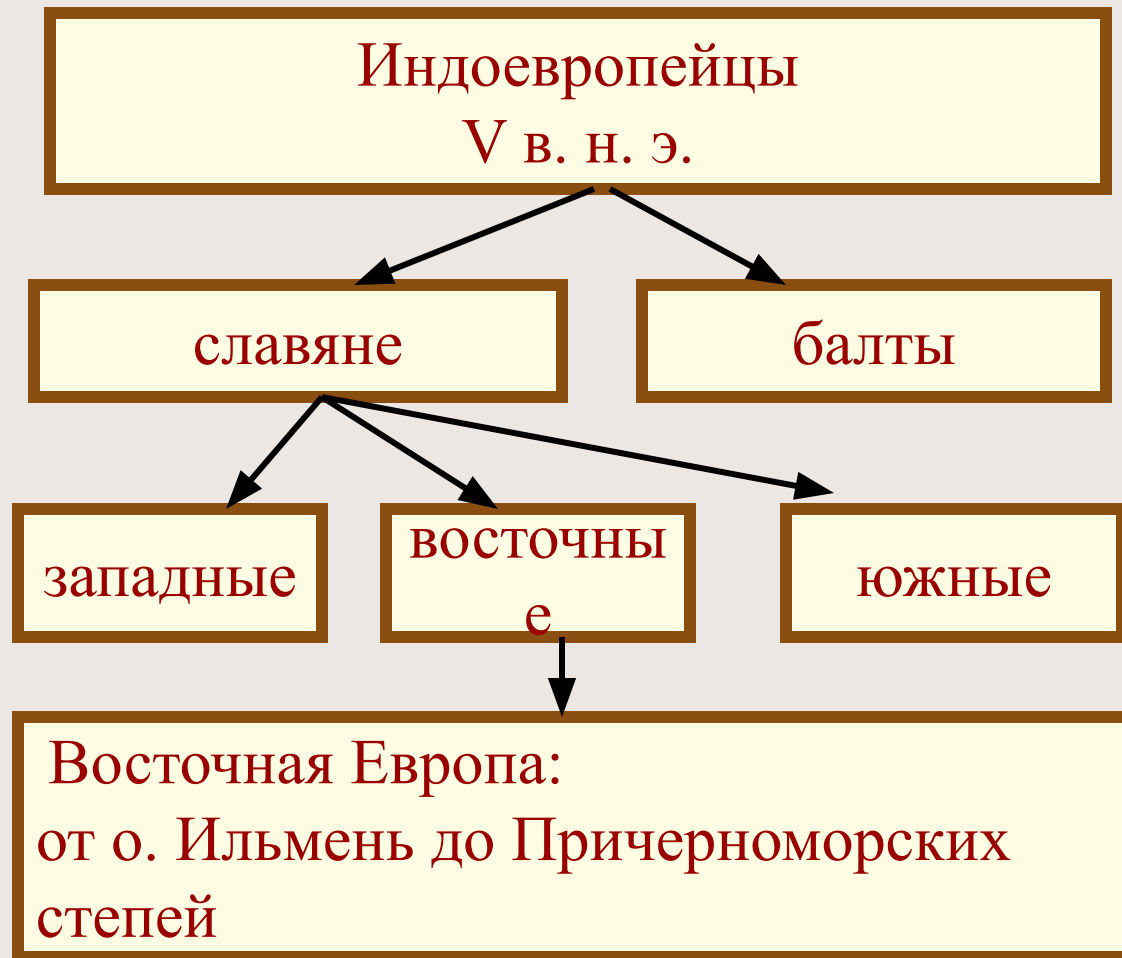 Индоевропейцы
V в. н. э.
славяне
балты
западные
восточны
е
южные
Восточная Европа:
от о. Ильмень до Причерноморских
степей